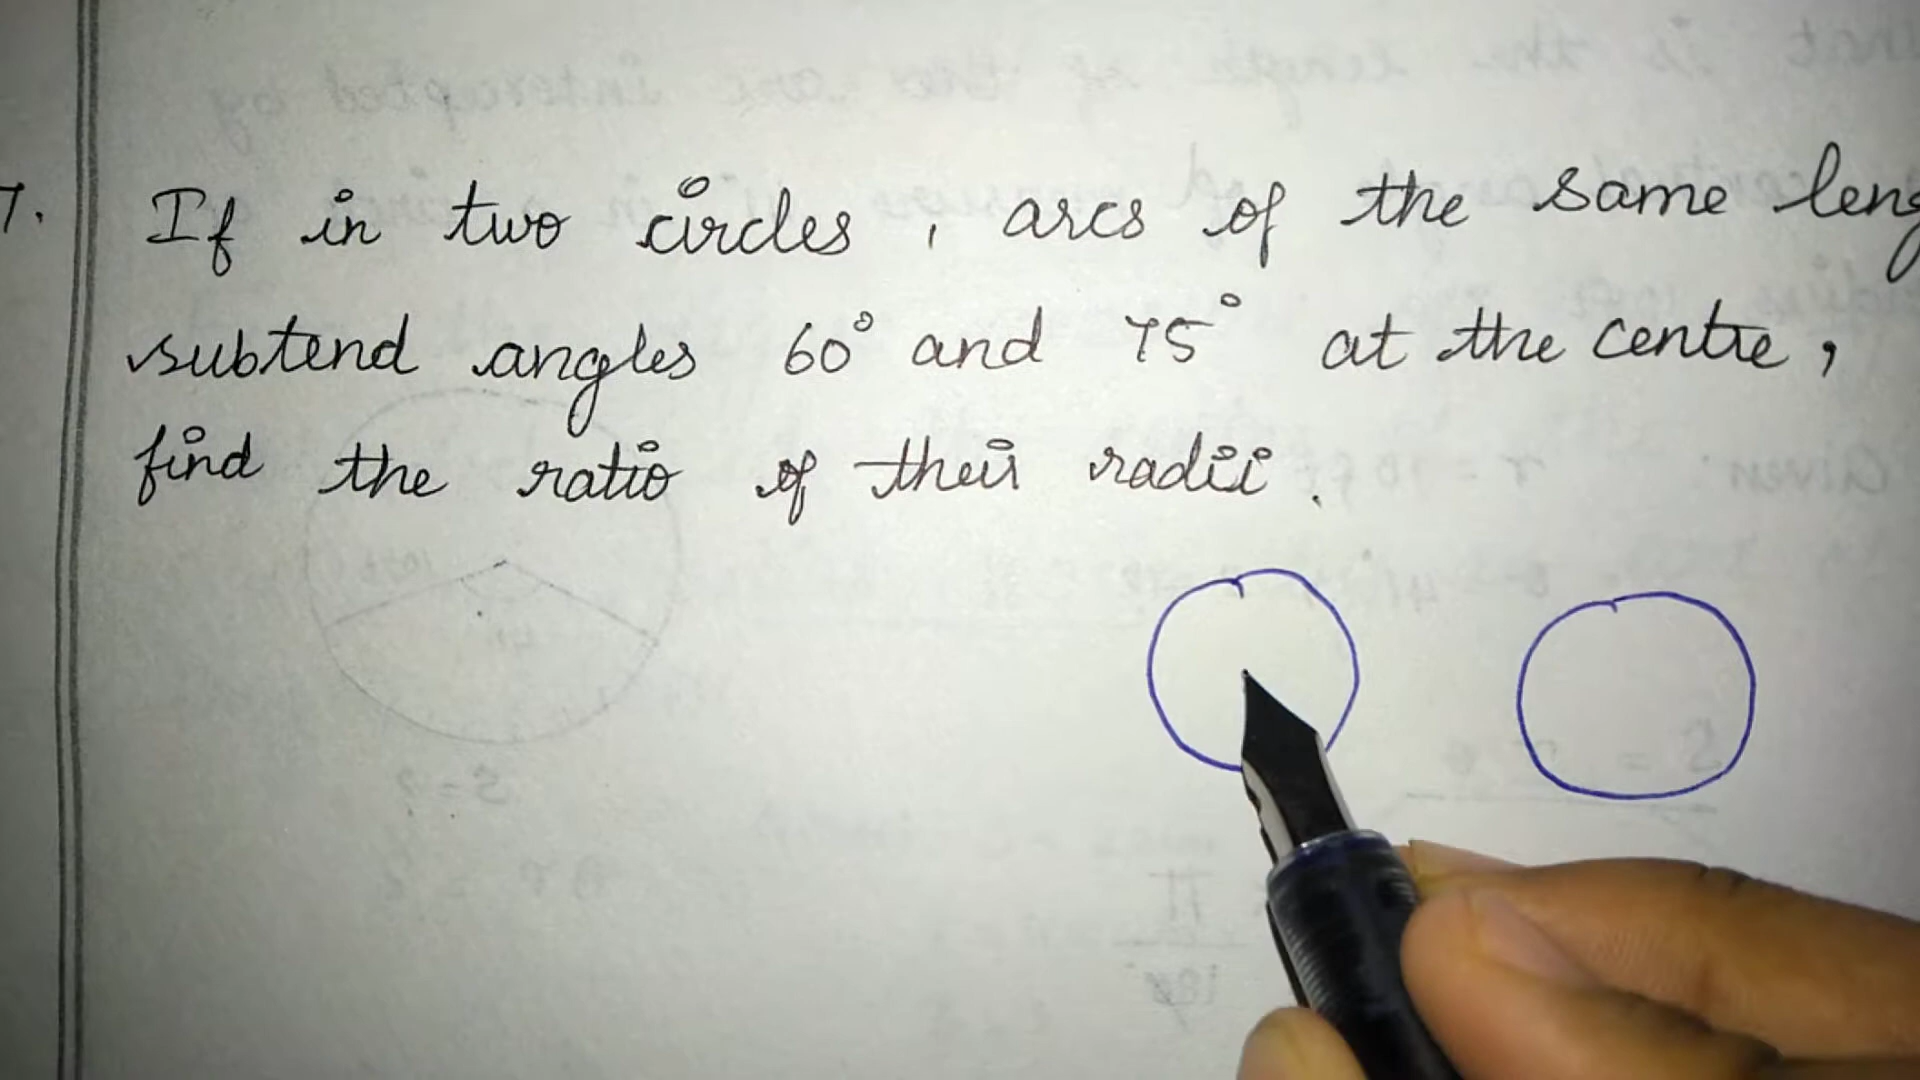 7. If in two circles, arcs of the same leng
subtend angles 60° and 75° at the centre,
find the ratio of their radii.